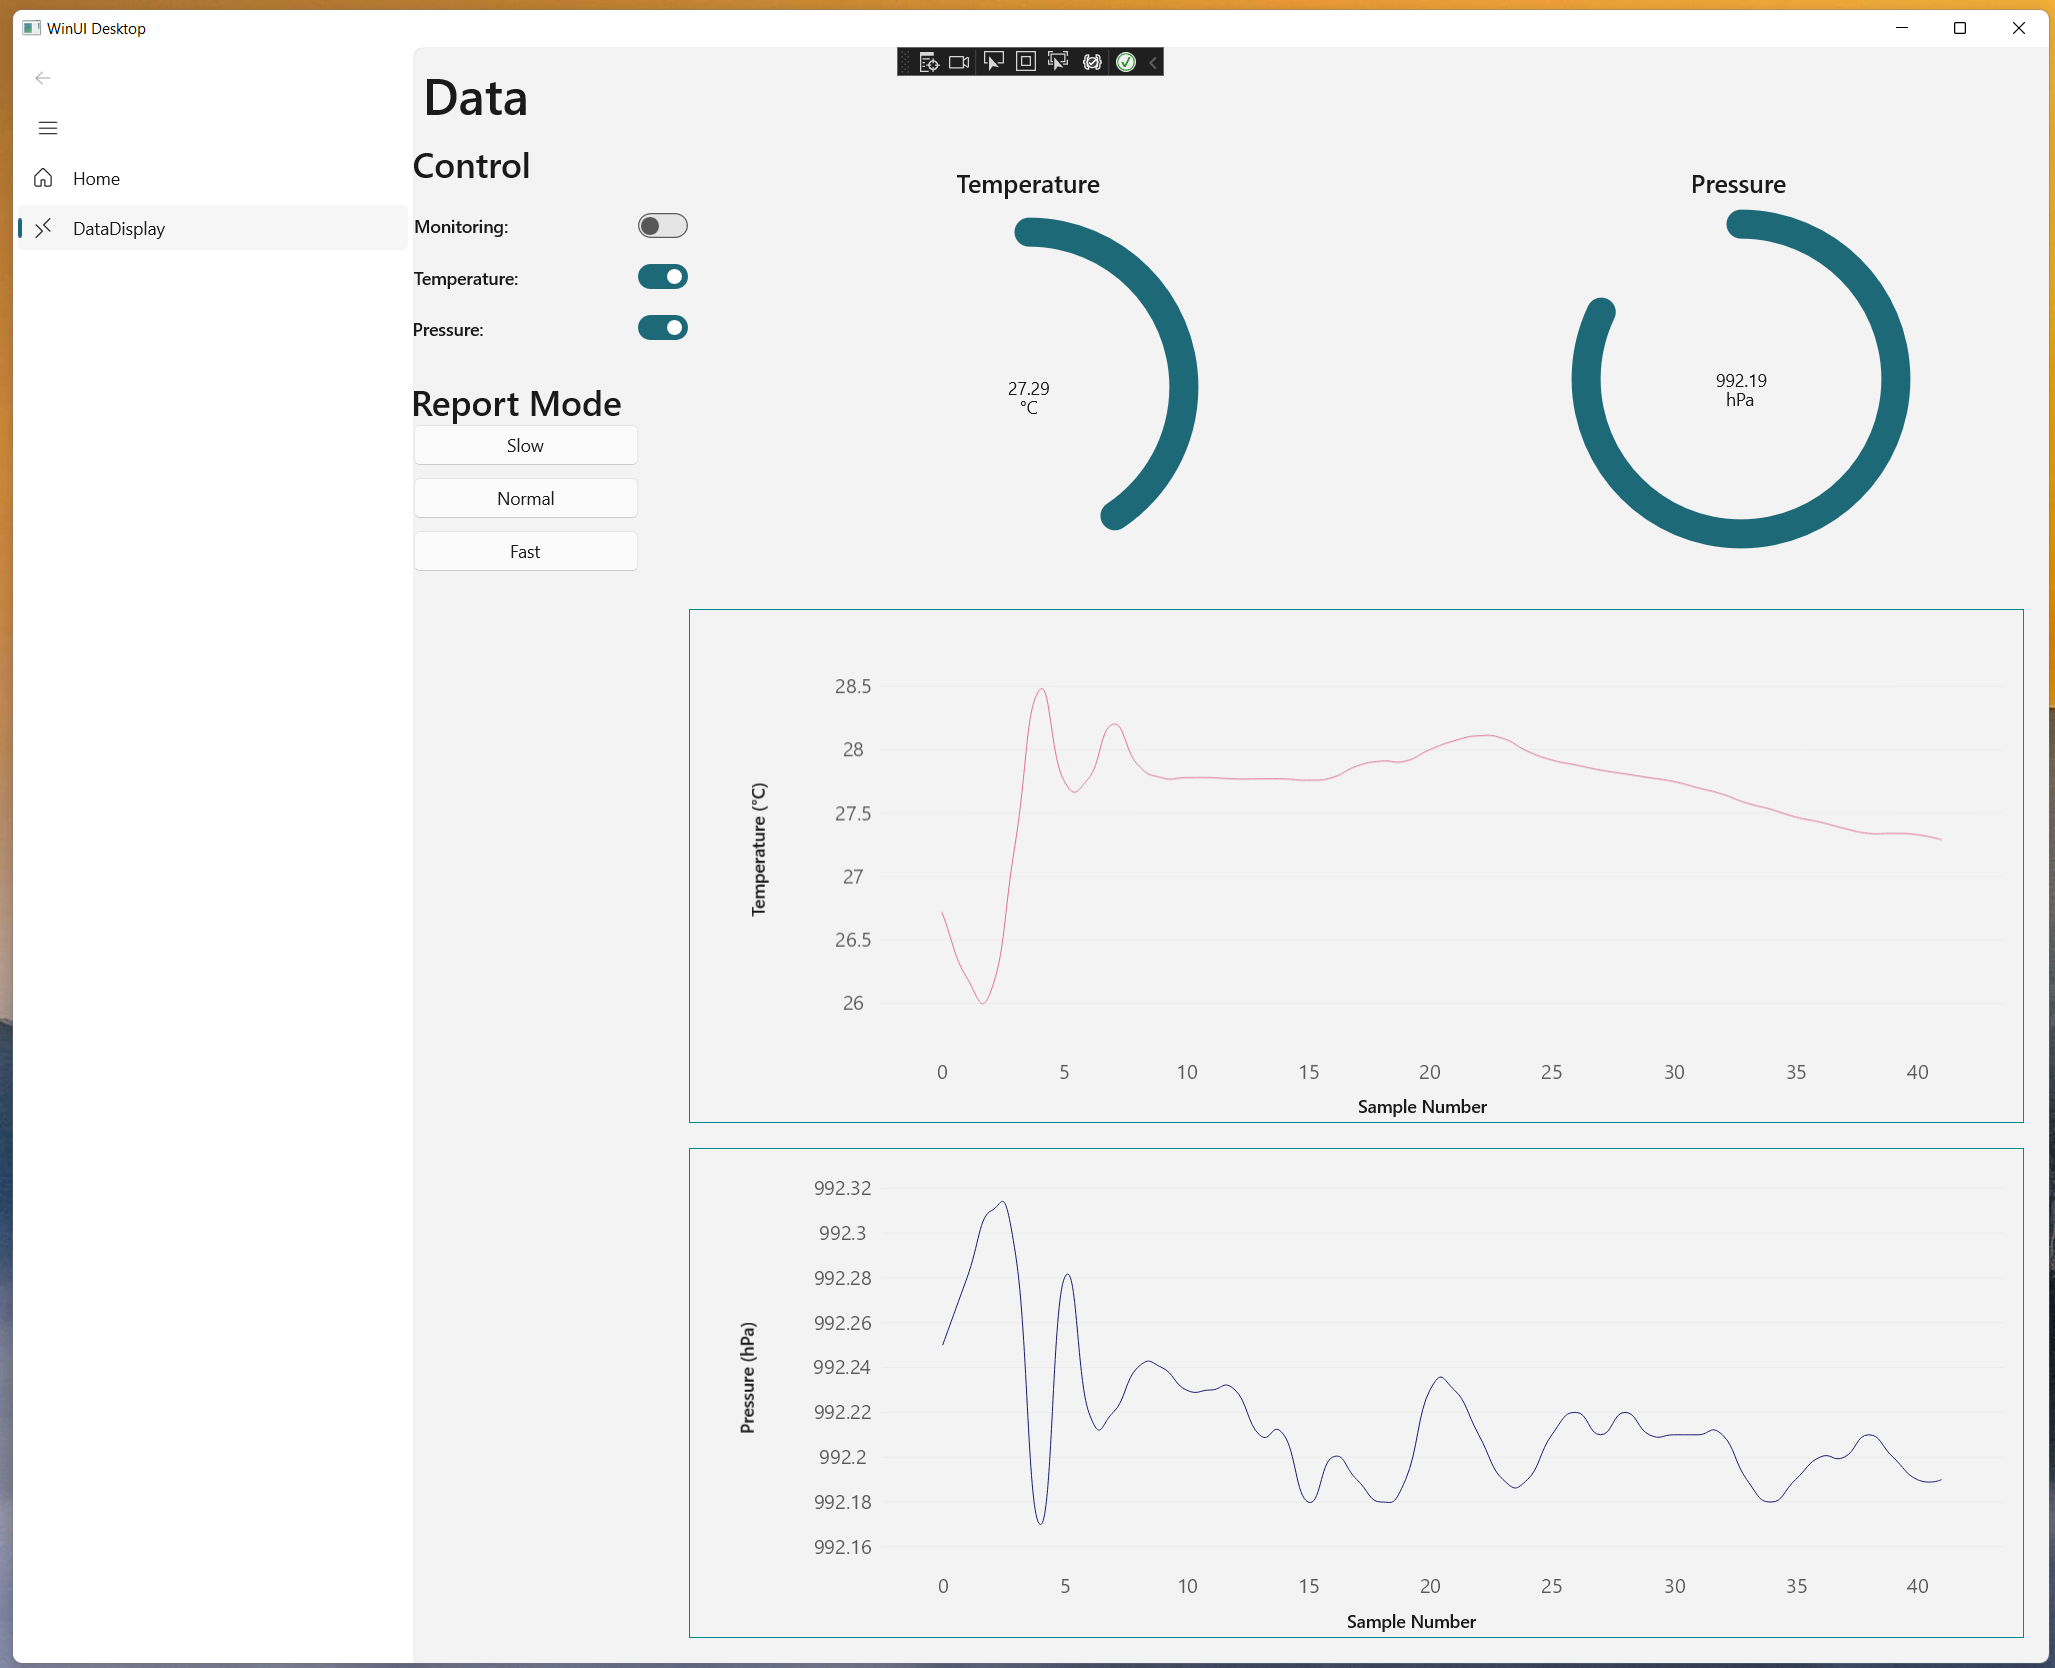 WinUI Desktop
Home
DataDisplay
Data
Control
Monitoring:
Temperature:
Pressure:
Report Mode
Slow
Normal
Fast
Temperature
27.29
°C
Pressure
992.19
hPa
28.5
28
27.5
27
26.5
26
Temperature (°C)
0 5 10 15 20 25 30 35 40
Sample Number
992.32
992.3
992.28
992.26
992.24
992.22
992.2
992.18
992.16
Pressure (hPa)
0 5 10 15 20 25 30 35 40
Sample Number